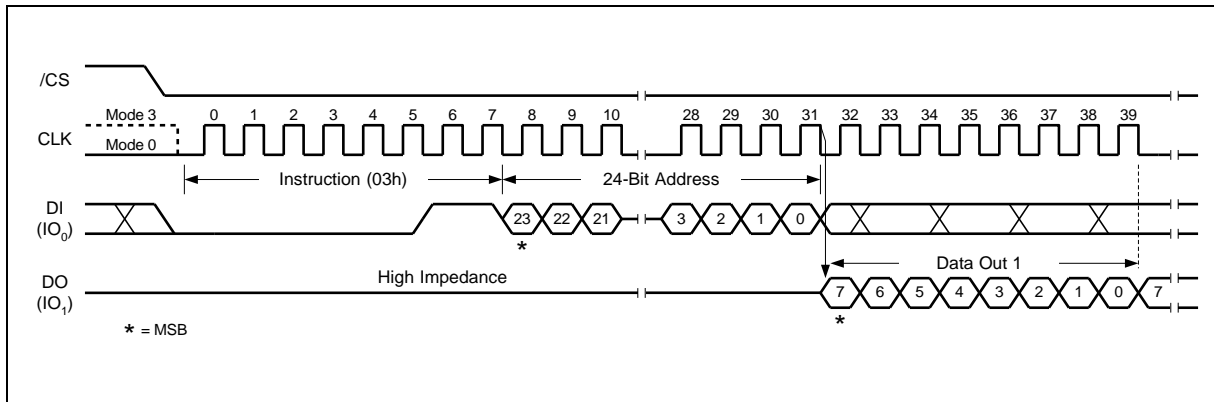 /CS
Mode 3 0 1 2 3 4 5 6 7 8 9 10 28 29 30 31 32 33 34 35 36 37 38 39
CLK
Mode 0
Instruction (03h) 24-Bit Address
DI
(IO0) 23 22 21 3 2 1 0
*
Data Out 1
High Impedance
DO
(IO1) 7 6 5 4 3 2 1 0 7
*
* = MSB